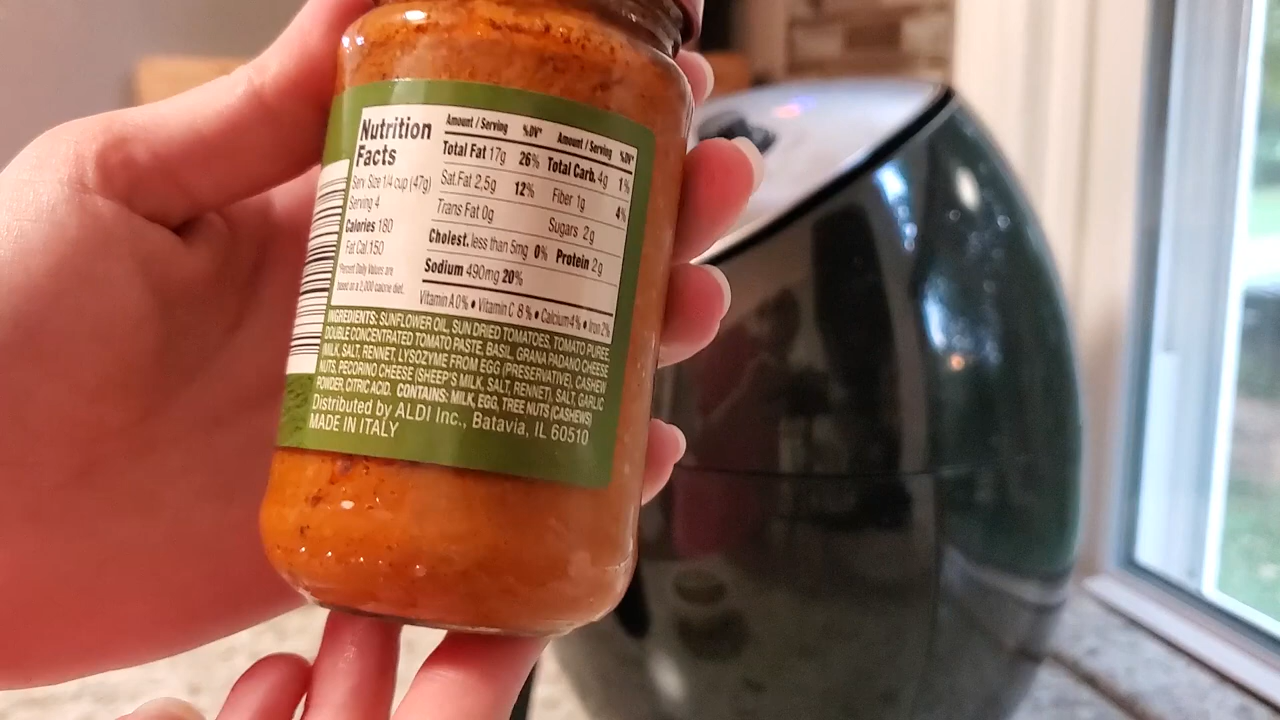 Nutrition
Facts
Serv Size 1/4 cup (47g)
Serving 4
Calories 180
Fat Cal.150
*Percent Daily Values are
based on a 2,000 calorie diet.
Amount / Serving %DV* Amount / Serving %DV*
Total Fat 17g 26% Total Carb. 4g 1%
Sat.Fat 2,5g 12% Fiber 1g 4%
Trans Fat 0g Sugars 2g
Cholest. less than 5mg 0% Protein 2g
Sodium 490mg 20%
Vitamin A 0% • Vitamin C 8% • Calcium 4% • Iron 2%
INGREDIENTS: SUNFLOWER OIL, SUN DRIED TOMATOES, TOMATO PUREE,
DOUBLE CONCENTRATED TOMATO PASTE, BASIL, GRANA PADANO CHEESE
(MILK, SALT, RENNET, LYSOZYME FROM EGG (PRESERVATIVE), CASHEW
NUTS, PECORINO CHEESE (SHEEP'S MILK, SALT, RENNET), SALT, GARLIC
POWDER, CITRIC ACID. CONTAINS: MILK, EGG, TREE NUTS (CASHEWS)
Distributed by ALDI Inc., Batavia, IL 60510
MADE IN ITALY